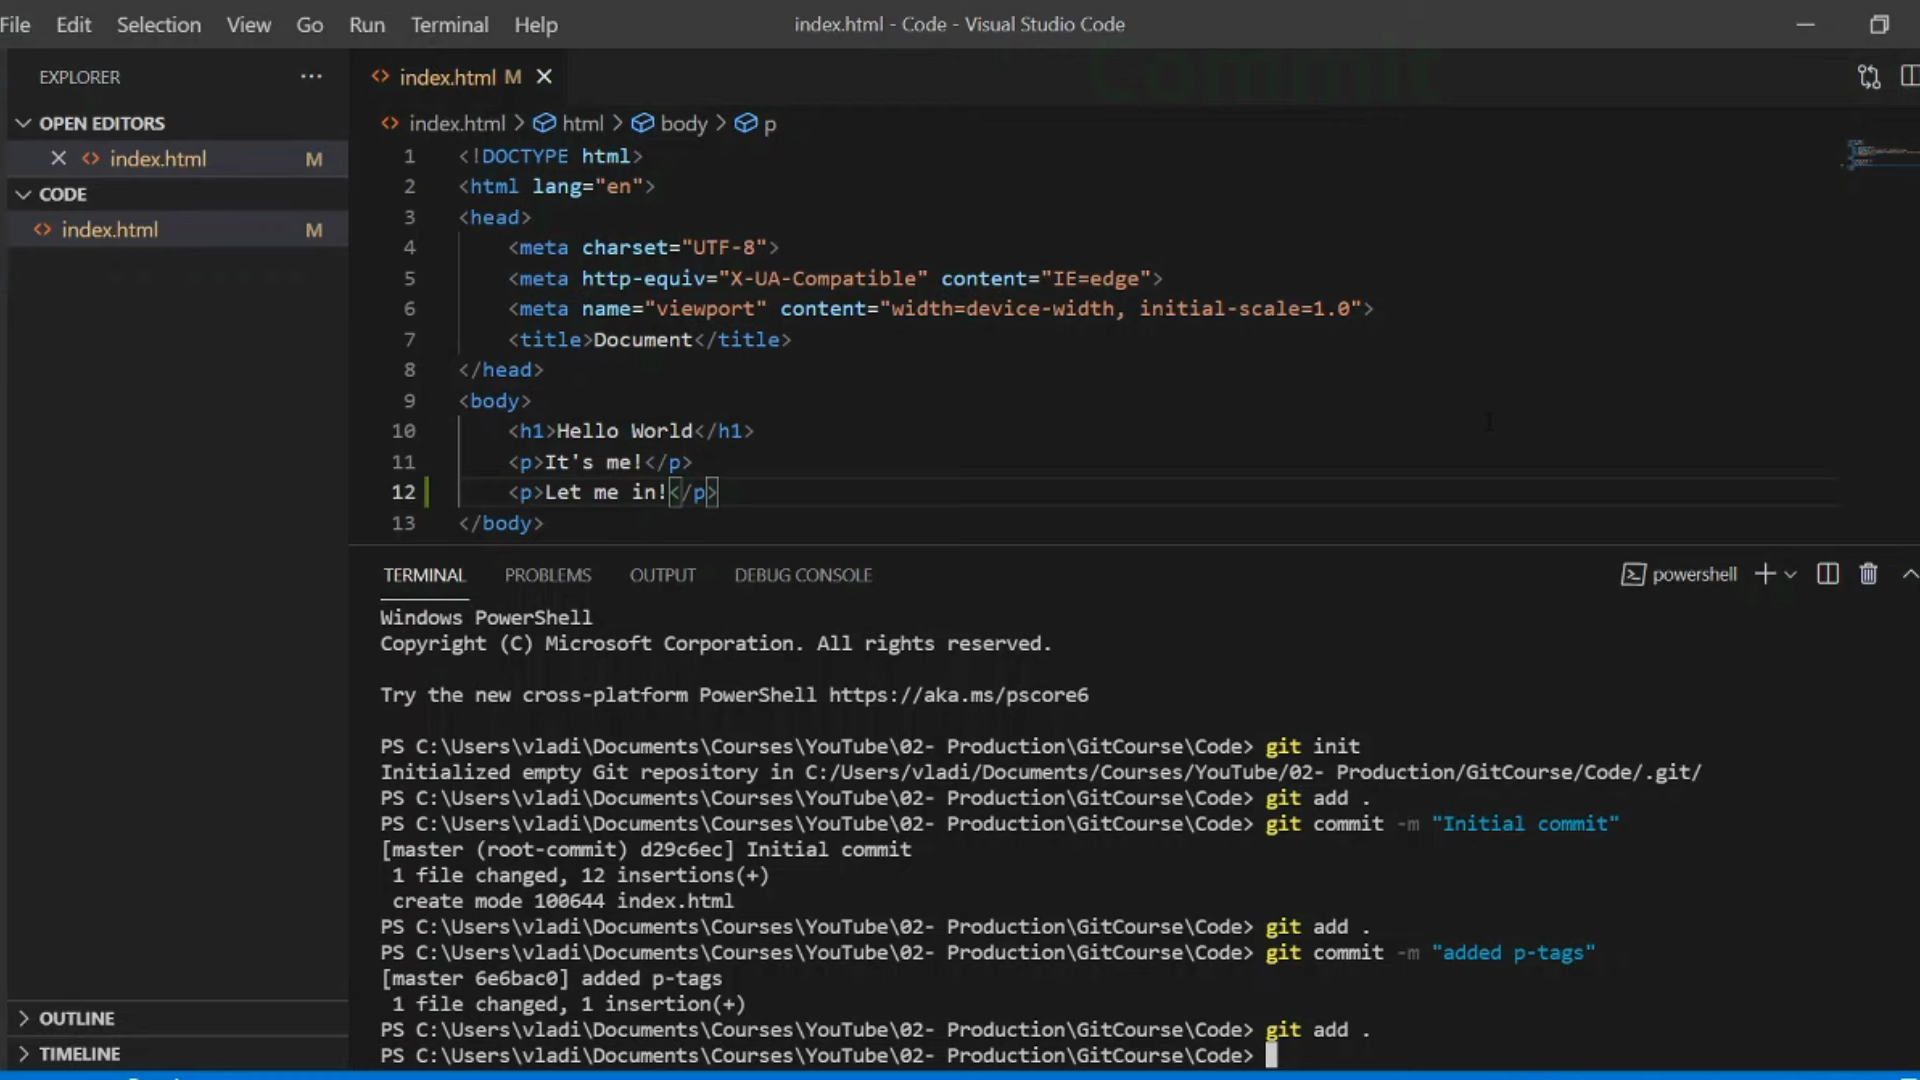 File Edit Selection View Go Run Terminal Help
index.html - Code - Visual Studio Code
EXPLORER
OPEN EDITORS
index.html M
CODE
index.html M
OUTLINE
TIMELINE
index.html M
index.html > html > body > p
1 <!DOCTYPE html>
2 <html lang="en">
3 <head>
4 <meta charset="UTF-8">
5 <meta http-equiv="X-UA-Compatible" content="IE=edge">
6 <meta name="viewport" content="width=device-width, initial-scale=1.0">
7 <title>Document</title>
8 </head>
9 <body>
10 <h1>Hello World</h1>
11 <p>It's me!</p>
12 <p>Let me in!</p>
13 </body>
TERMINAL PROBLEMS OUTPUT DEBUG CONSOLE
powershell
Windows PowerShell
Copyright (C) Microsoft Corporation. All rights reserved.
Try the new cross-platform PowerShell https://aka.ms/pscore6
PS C:\Users\vladi\Documents\Courses\YouTube\02- Production\GitCourse\Code> git init
Initialized empty Git repository in C:/Users/vladi/Documents/Courses/YouTube/02- Production/GitCourse/Code/.git/
PS C:\Users\vladi\Documents\Courses\YouTube\02- Production\GitCourse\Code> git add .
PS C:\Users\vladi\Documents\Courses\YouTube\02- Production\GitCourse\Code> git commit -m "Initial commit"
[master (root-commit) d29c6ec] Initial commit
1 file changed, 12 insertions(+)
create mode 100644 index.html
PS C:\Users\vladi\Documents\Courses\YouTube\02- Production\GitCourse\Code> git add .
PS C:\Users\vladi\Documents\Courses\YouTube\02- Production\GitCourse\Code> git commit -m "added p-tags"
[master 6e6bac0] added p-tags
1 file changed, 1 insertion(+)
PS C:\Users\vladi\Documents\Courses\YouTube\02- Production\GitCourse\Code> git add .
PS C:\Users\vladi\Documents\Courses\YouTube\02- Production\GitCourse\Code>